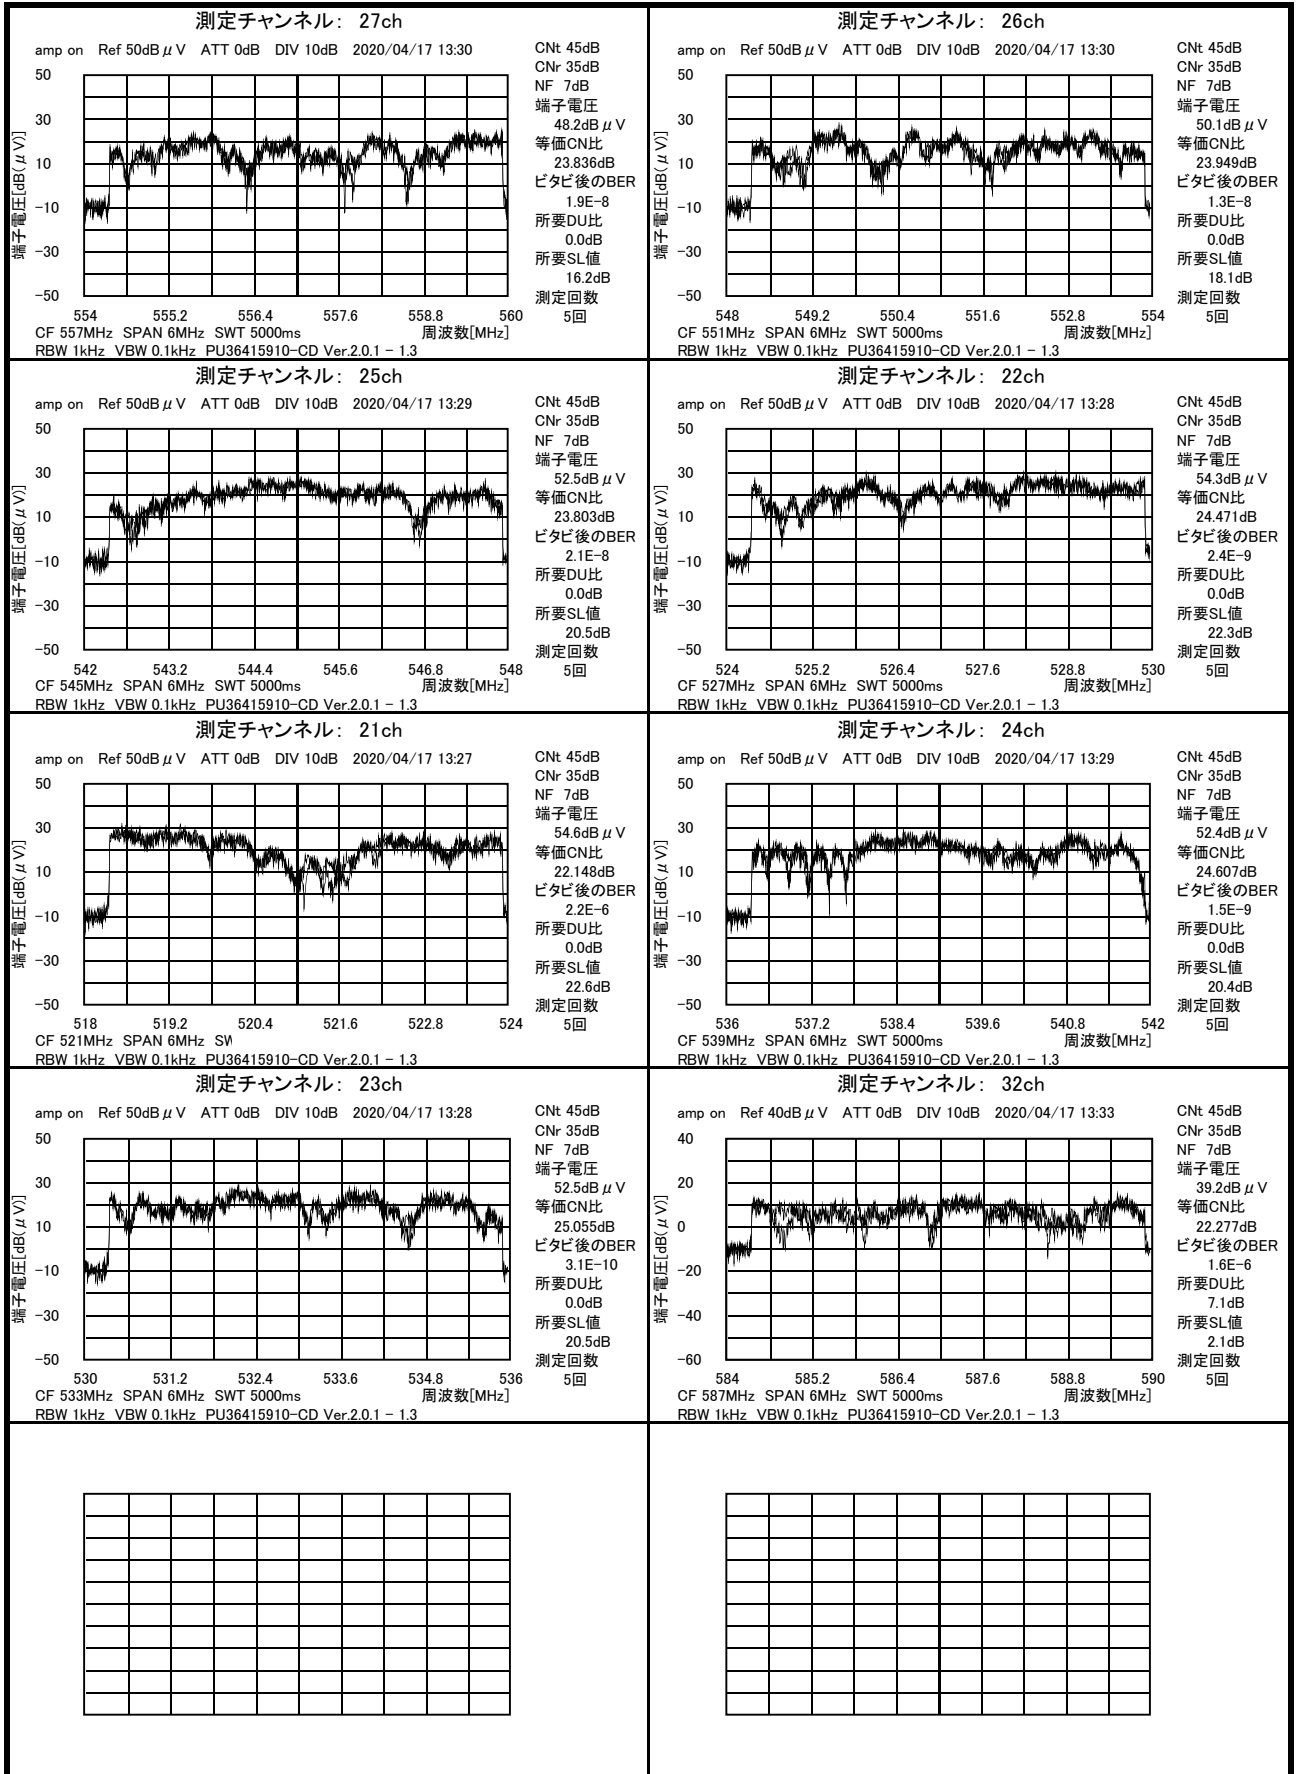 測定チャンネル： 27ch
amp on Ref 50dBμV ATT 0dB DIV 10dB 2020/04/17 13:30
CNt 45dB
CNr 35dB
NF 7dB
端子電圧
48.2dBμV
等価CN比
23.836dB
ビタビ後のBER
1.9E-8
所要DU比
0.0dB
所要SL値
16.2dB
測定回数
5回
端子電圧[dB(μV)]
50
30
10
-10
-30
-50
554 555.2 556.4 557.6 558.8 560
CF 557MHz SPAN 6MHz SWT 5000ms 周波数[MHz]
RBW 1kHz VBW 0.1kHz PU36415910-CD Ver.2.0.1 - 1.3
測定チャンネル： 26ch
amp on Ref 50dBμV ATT 0dB DIV 10dB 2020/04/17 13:30
CNt 45dB
CNr 35dB
NF 7dB
端子電圧
50.1dBμV
等価CN比
23.949dB
ビタビ後のBER
1.3E-8
所要DU比
0.0dB
所要SL値
18.1dB
測定回数
5回
端子電圧[dB(μV)]
50
30
10
-10
-30
-50
548 549.2 550.4 551.6 552.8 554
CF 551MHz SPAN 6MHz SWT 5000ms 周波数[MHz]
RBW 1kHz VBW 0.1kHz PU36415910-CD Ver.2.0.1 - 1.3
測定チャンネル： 25ch
amp on Ref 50dBμV ATT 0dB DIV 10dB 2020/04/17 13:29
CNt 45dB
CNr 35dB
NF 7dB
端子電圧
52.5dBμV
等価CN比
23.803dB
ビタビ後のBER
2.1E-8
所要DU比
0.0dB
所要SL値
20.5dB
測定回数
5回
端子電圧[dB(μV)]
50
30
10
-10
-30
-50
542 543.2 544.4 545.6 546.8 548
CF 545MHz SPAN 6MHz SWT 5000ms 周波数[MHz]
RBW 1kHz VBW 0.1kHz PU36415910-CD Ver.2.0.1 - 1.3
測定チャンネル： 22ch
amp on Ref 50dBμV ATT 0dB DIV 10dB 2020/04/17 13:28
CNt 45dB
CNr 35dB
NF 7dB
端子電圧
54.3dBμV
等価CN比
24.471dB
ビタビ後のBER
2.4E-9
所要DU比
0.0dB
所要SL値
22.3dB
測定回数
5回
端子電圧[dB(μV)]
50
30
10
-10
-30
-50
524 525.2 526.4 527.6 528.8 530
CF 527MHz SPAN 6MHz SWT 5000ms 周波数[MHz]
RBW 1kHz VBW 0.1kHz PU36415910-CD Ver.2.0.1 - 1.3
測定チャンネル： 21ch
amp on Ref 50dBμV ATT 0dB DIV 10dB 2020/04/17 13:27
CNt 45dB
CNr 35dB
NF 7dB
端子電圧
54.6dBμV
等価CN比
22.148dB
ビタビ後のBER
2.2E-6
所要DU比
0.0dB
所要SL値
22.6dB
測定回数
5回
端子電圧[dB(μV)]
50
30
10
-10
-30
-50
518 519.2 520.4 521.6 522.8 524
CF 521MHz SPAN 6MHz SW
RBW 1kHz VBW 0.1kHz PU36415910-CD Ver.2.0.1 - 1.3
測定チャンネル： 24ch
amp on Ref 50dBμV ATT 0dB DIV 10dB 2020/04/17 13:29
CNt 45dB
CNr 35dB
NF 7dB
端子電圧
52.4dBμV
等価CN比
24.607dB
ビタビ後のBER
1.5E-9
所要DU比
0.0dB
所要SL値
20.4dB
測定回数
5回
端子電圧[dB(μV)]
50
30
10
-10
-30
-50
536 537.2 538.4 539.6 540.8 542
CF 539MHz SPAN 6MHz SWT 5000ms 周波数[MHz]
RBW 1kHz VBW 0.1kHz PU36415910-CD Ver.2.0.1 - 1.3
測定チャンネル： 23ch
amp on Ref 50dBμV ATT 0dB DIV 10dB 2020/04/17 13:28
CNt 45dB
CNr 35dB
NF 7dB
端子電圧
52.5dBμV
等価CN比
25.055dB
ビタビ後のBER
3.1E-10
所要DU比
0.0dB
所要SL値
20.5dB
測定回数
5回
端子電圧[dB(μV)]
50
30
10
-10
-30
-50
530 531.2 532.4 533.6 534.8 536
CF 533MHz SPAN 6MHz SWT 5000ms 周波数[MHz]
RBW 1kHz VBW 0.1kHz PU36415910-CD Ver.2.0.1 - 1.3
測定チャンネル： 32ch
amp on Ref 40dBμV ATT 0dB DIV 10dB 2020/04/17 13:33
CNt 45dB
CNr 35dB
NF 7dB
端子電圧
39.2dBμV
等価CN比
22.277dB
ビタビ後のBER
1.6E-6
所要DU比
7.1dB
所要SL値
2.1dB
測定回数
5回
端子電圧[dB(μV)]
40
20
0
-20
-40
-60
584 585.2 586.4 587.6 588.8 590
CF 587MHz SPAN 6MHz SWT 5000ms 周波数[MHz]
RBW 1kHz VBW 0.1kHz PU36415910-CD Ver.2.0.1 - 1.3